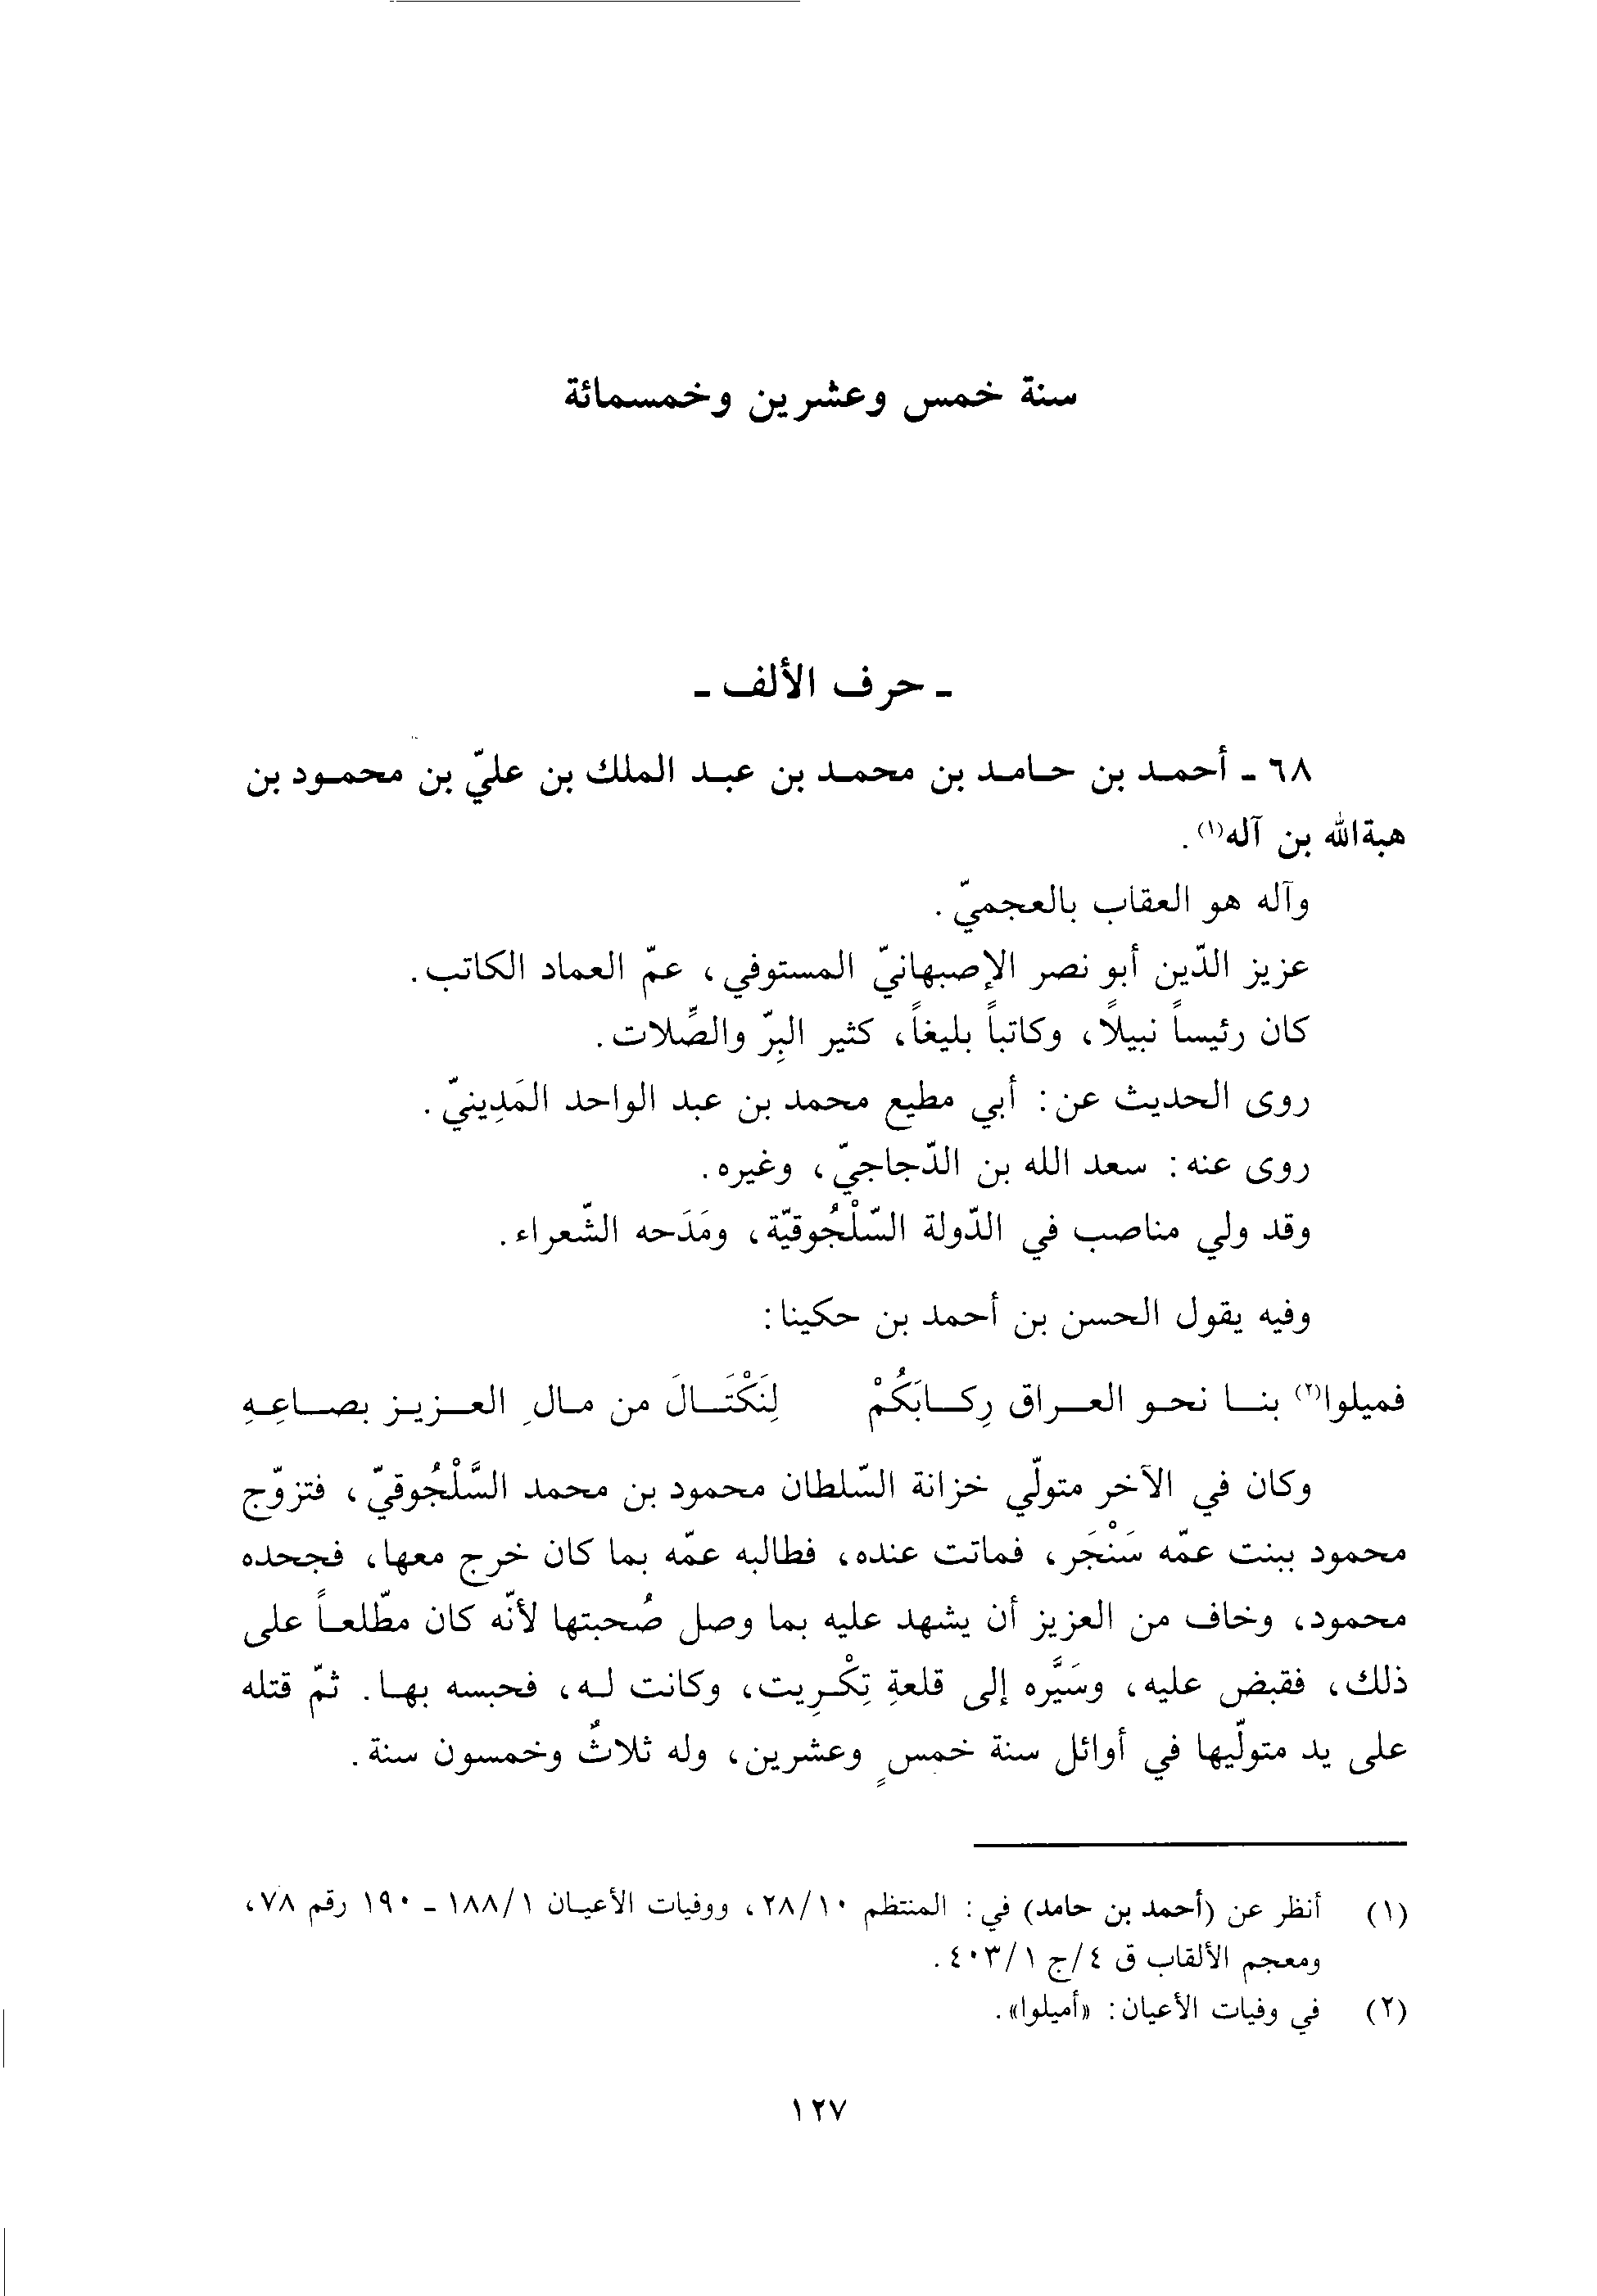 سنة خمس وعشرين وخمسمائة
ـ حرف الألف ـ
٦٨ ـ أحمد بن حامد بن محمد بن عبد الملك بن عليّ بن محمود بن
هبةالله بن آله(١).
وآله هو العقاب بالعجميّ.
عزيز الدّين أبو نصر الإصبهانيّ المستوفي، عمّ العماد الكاتب.
كان رئيساً نبيلاً، وكاتباً بليغاً، كثير البِرّ والصِّلات.
روى الحديث عن: أبي مطيع محمد بن عبد الواحد المَدِينيّ.
روى عنه: سعد الله بن الدّجاجيّ، وغيره.
وقد ولي مناصب في الدّولة السّلْجُوقيّة، ومَدَحه الشّعراء.
وفيه يقول الحسن بن أحمد بن حكينا:
فميلوا(٢) بنا نحو العراق رِكابَكُمْ لِنَكْتَالَ من مالِ العزيز بصاعِهِ
وكان في الآخر متولّي خزانة السّلطان محمود بن محمد السَّلْجُوقيّ، فتزوّج
محمود ببنت عمّه سَنْجَر، فماتت عنده، فطالبه عمّه بما كان خرج معها، فجحده
محمود، وخاف من العزيز أن يشهد عليه بما وصل صُحبتها لأنّه كان مطّلعاً على
ذلك، فقبض عليه، وسَيَّره إلى قلعةِ تِكْرِيت، وكانت له، فحبسه بها. ثمّ قتله
على يد متولّيها في أوائل سنة خمسٍ وعشرين، وله ثلاثٌ وخمسون سنة.
(١) أنظر عن (أحمد بن حامد) في: المنتظم ٢٨/١٠، ووفيات الأعيان ١٨٨/١ ـ ١٩٠ رقم ٧٨،
ومعجم الألقاب ق ٤/ج ٤٠٣/١.
(٢) في وفيات الأعيان: «أميلوا».
١٢٧